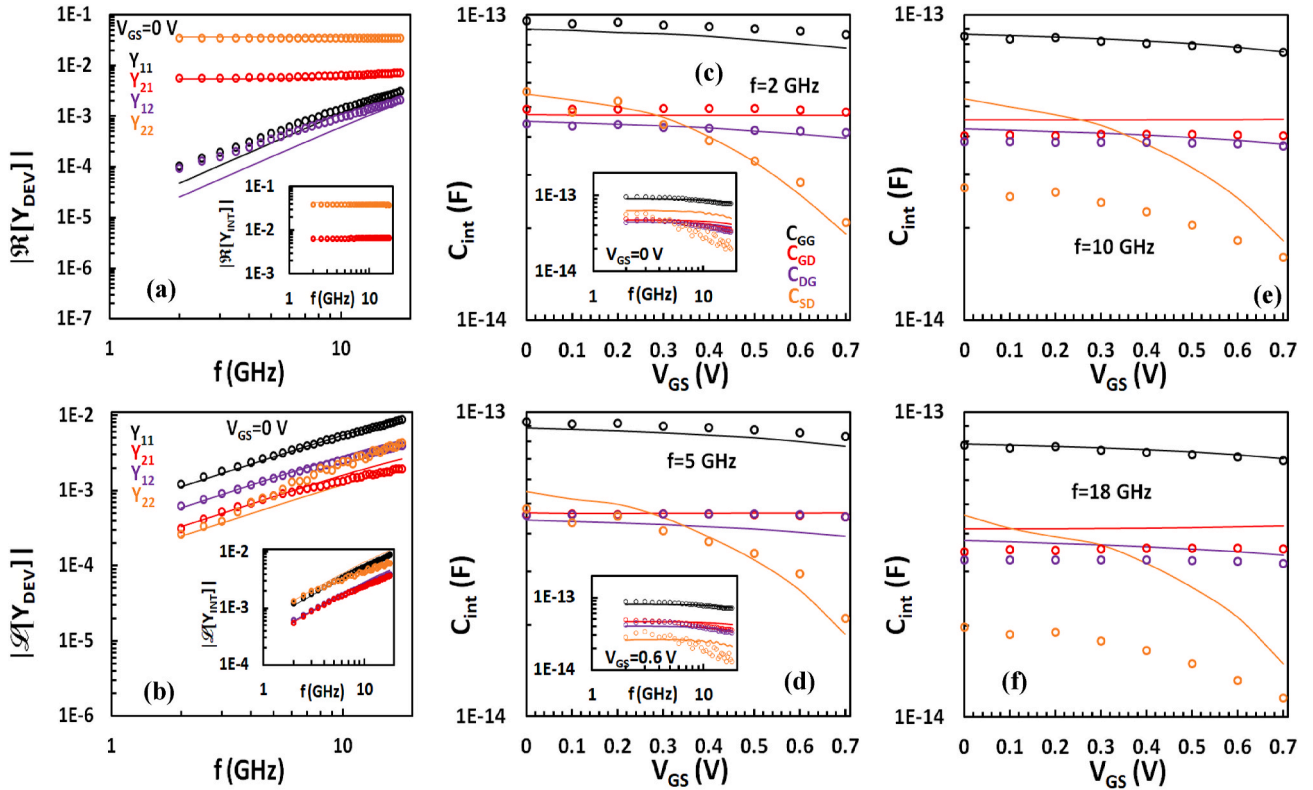 1E-1
V_GS=0 V
Y_11
Y_21
Y_12
Y_22
1E-2
1E-3
1E-4
1E-5
1E-6
1E-7
|ℜ[Y_DEV]|
(a)
1E-1
1E-2
1E-3
|ℜ[Y_INT]|
1
f (GHz)
10
1
10
f (GHz)
1E-2
1E-3
1E-4
1E-5
1E-6
|ℒ[Y_DEV]|
Y_11
Y_21
Y_12
Y_22
V_GS=0 V
(b)
1E-2
1E-3
1E-4
|ℒ[Y_INT]|
1
f(GHz)
10
1
10
f (GHz)
1E-13
(c)
f=2 GHz
C_int (F)
1E-13
1E-14
V_GS=0 V
1
f (GHz)
10
C_GG
C_GD
C_DG
C_SD
1E-14
0 0.1 0.2 0.3 0.4 0.5 0.6 0.7
V_GS (V)
1E-13
f=5 GHz
C_int (F)
1E-13
1E-14
V_GS=0.6 V
1
f (GHz)
10
(d)
1E-14
0 0.1 0.2 0.3 0.4 0.5 0.6 0.7
V_GS (V)
1E-13
C_int (F)
f=10 GHz
(e)
1E-14
0 0.1 0.2 0.3 0.4 0.5 0.6 0.7
V_GS (V)
1E-13
f=18 GHz
C_int (F)
(f)
1E-14
0 0.1 0.2 0.3 0.4 0.5 0.6 0.7
V_GS (V)